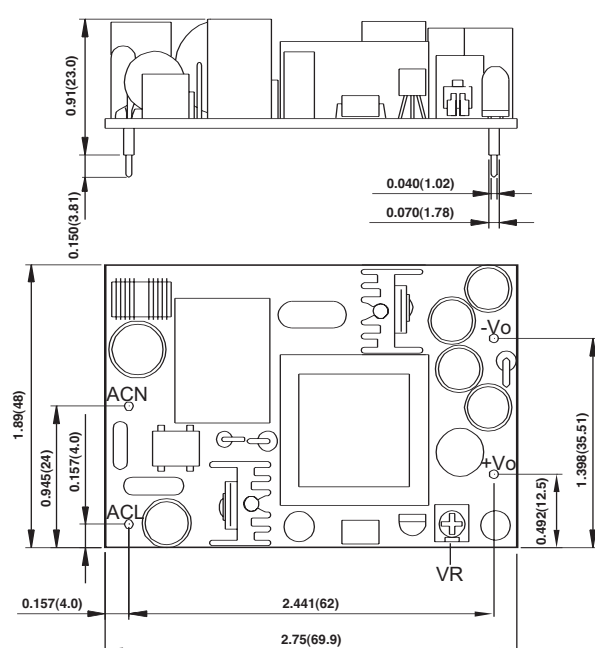 0.91(23.0)
0.150(3.81)
0.040(1.02)
0.070(1.78)
-Vo
ACN
1.89(48)
0.945(24)
0.157(4.0)
1.398(35.51)
+Vo
0.492(12.5)
ACL
VR
0.157(4.0)
2.441(62)
2.75(69.9)